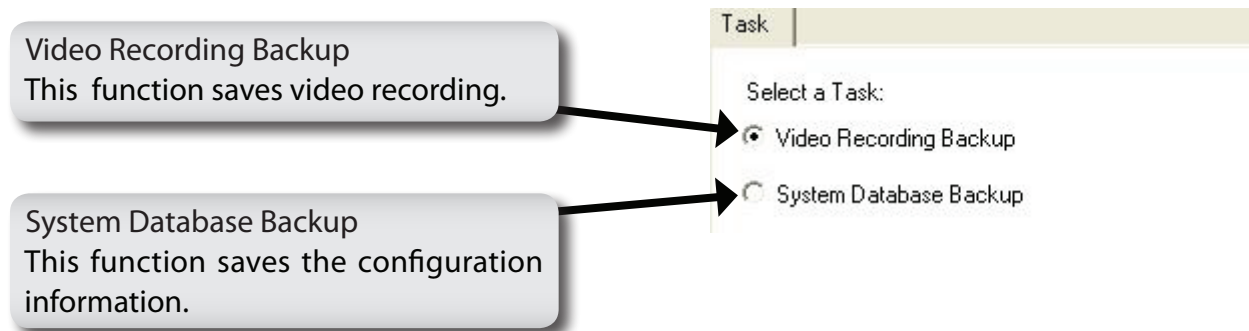 Video Recording Backup
This function saves video recording.
System Database Backup
This function saves the configuration
information.
Task
Select a Task:
Video Recording Backup
System Database Backup